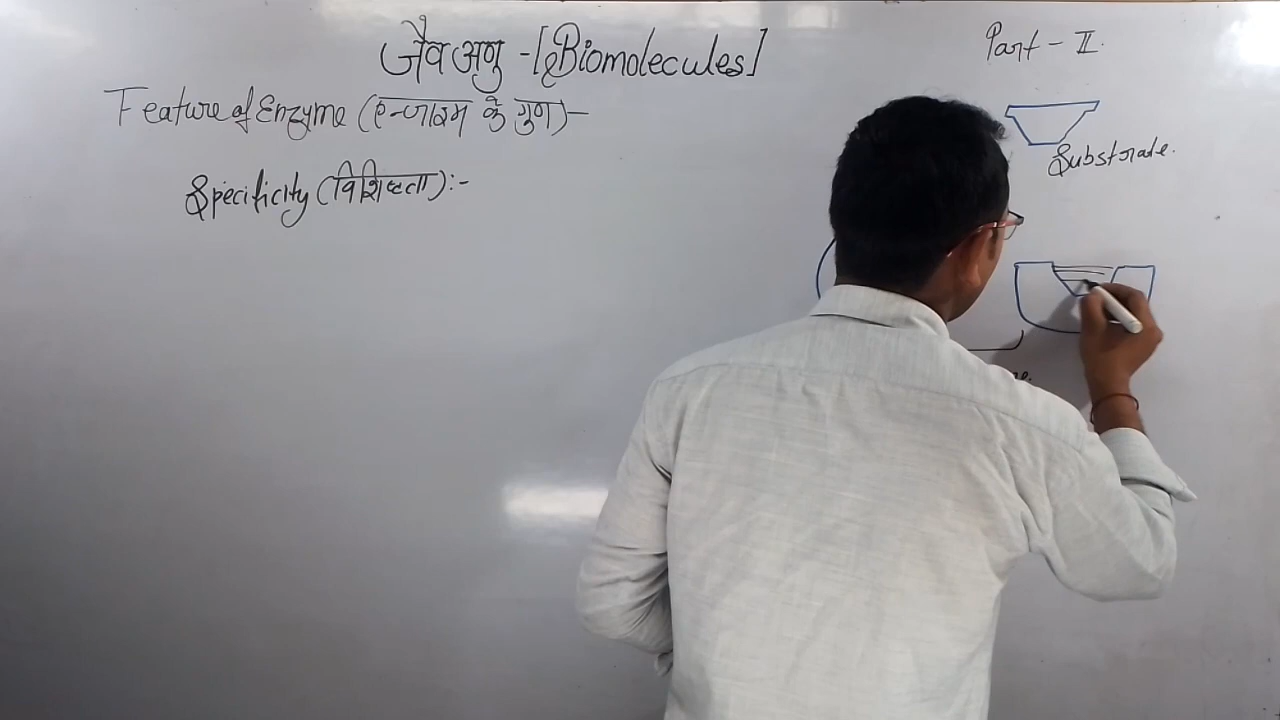 जैव अणु - [Biomolecules]
Part - II.
Feature of Enzyme (एन्जाइम के गुण) -
Substrate.
Specificity (विशिष्टता) :-